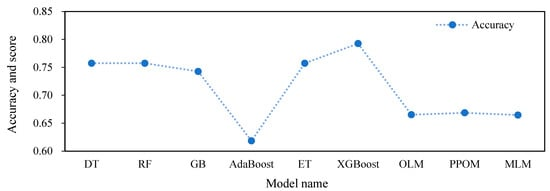 0.85
Accuracy
0.80
0.75
0.70
0.65
0.60
Accuracy and score
DT RF GB AdaBoost ET XGBoost OLM PPOM MLM
Model name